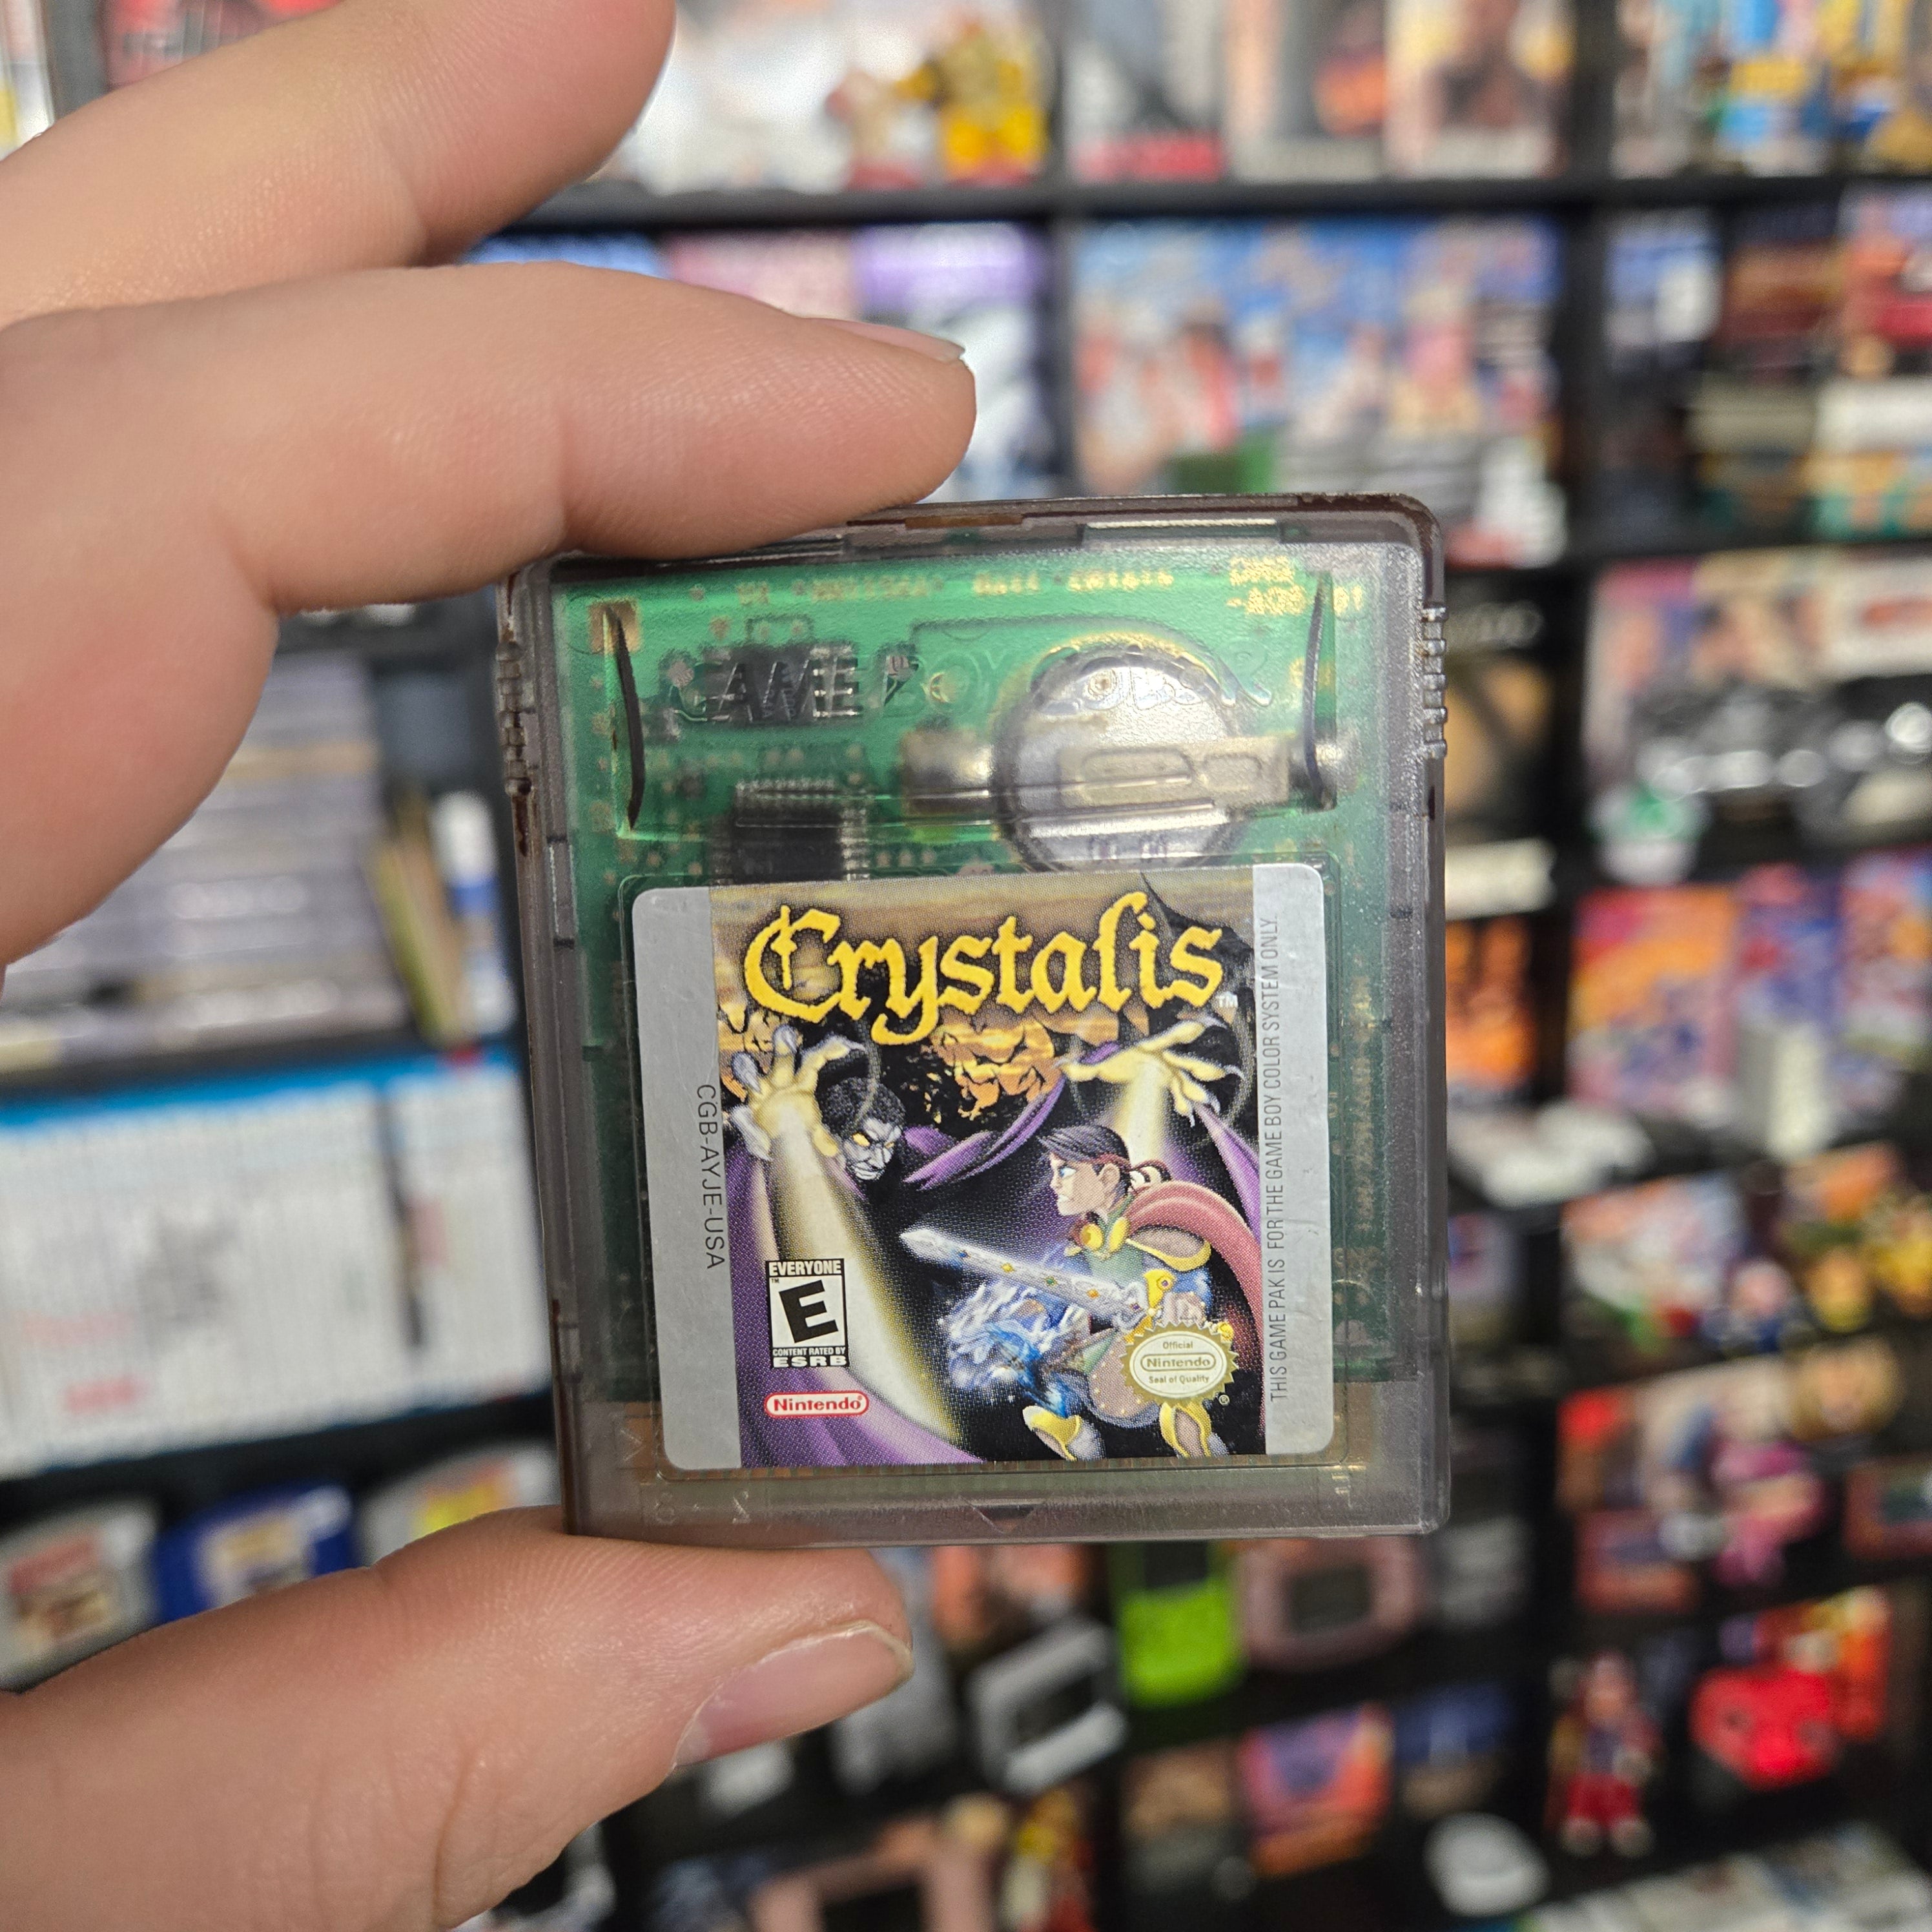 GAME BOY COLOR
Crystalis
TM
CGB-AYJE-USA
THIS GAME PAK IS FOR THE GAME BOY COLOR SYSTEM ONLY.
EVERYONE
TM
E
CONTENT RATED BY
ESRB
Nintendo®
Official
Nintendo
Seal of Quality
®